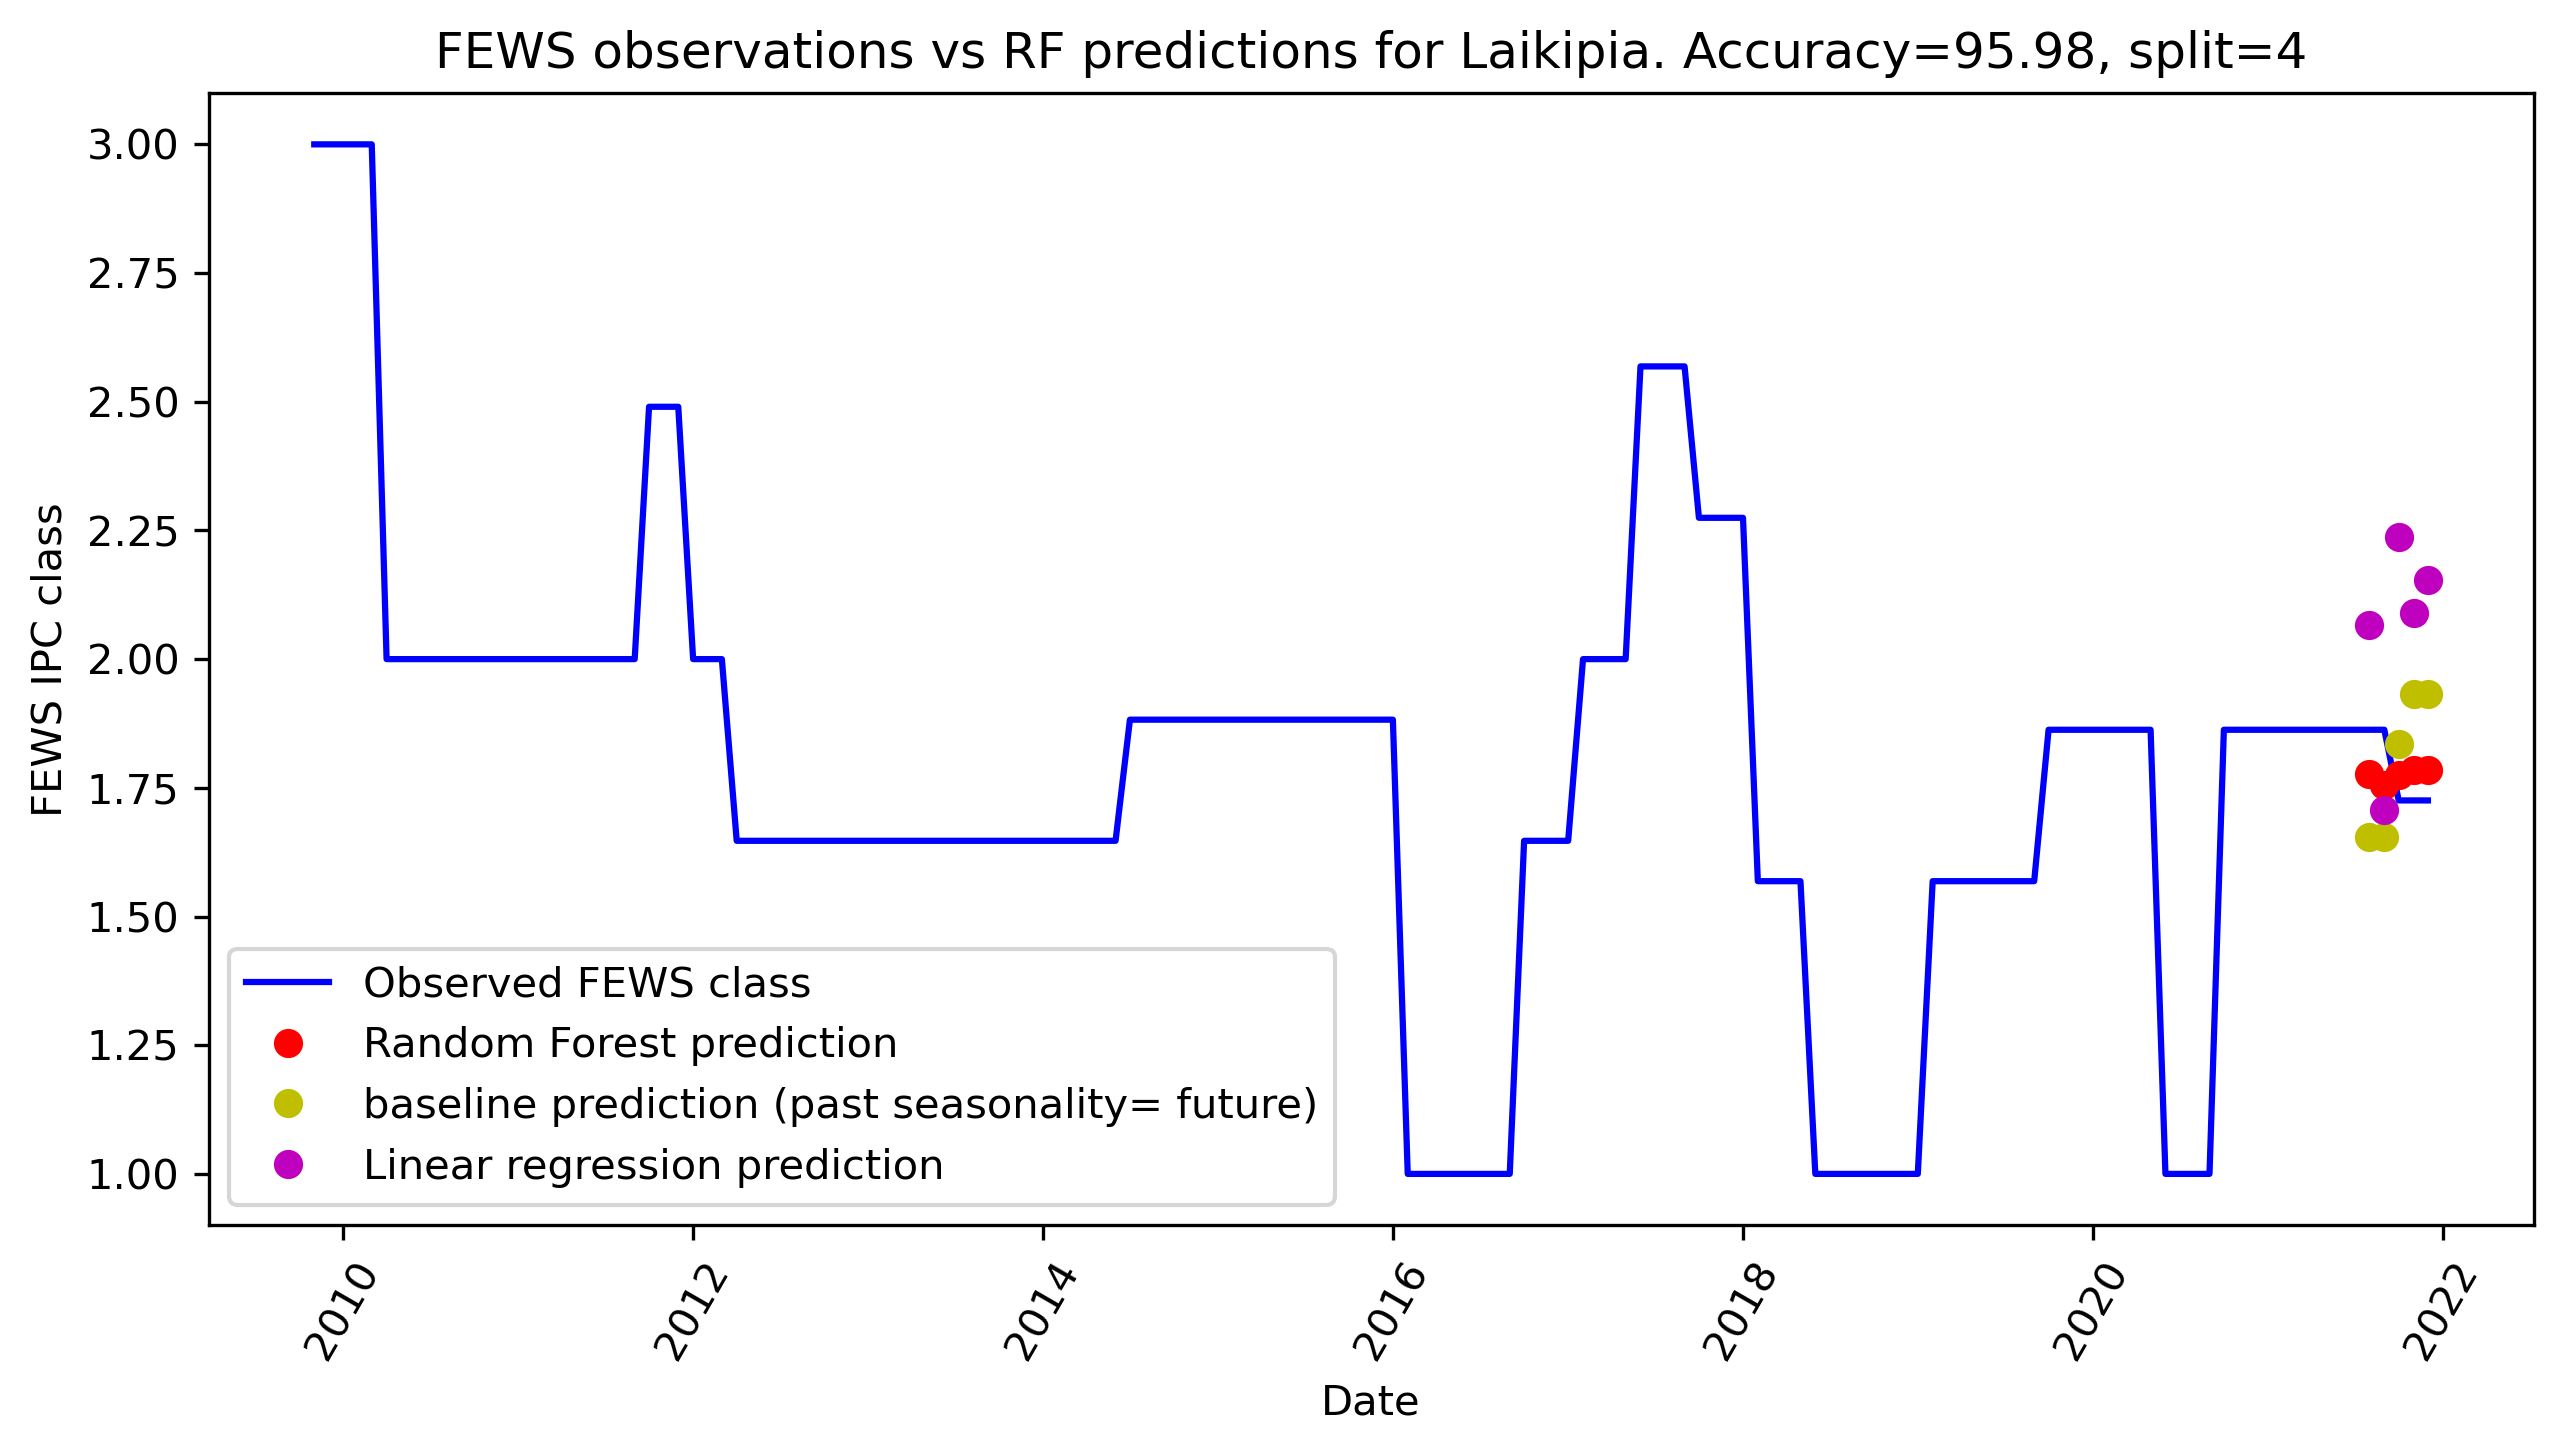 FEWS observations vs RF predictions for Laikipia. Accuracy=95.98, split=4
FEWS IPC class
3.00
2.75
2.50
2.25
2.00
1.75
1.50
1.25
1.00
Observed FEWS class
Random Forest prediction
baseline prediction (past seasonality= future)
Linear regression prediction
2010
2012
2014
2016
2018
2020
2022
Date